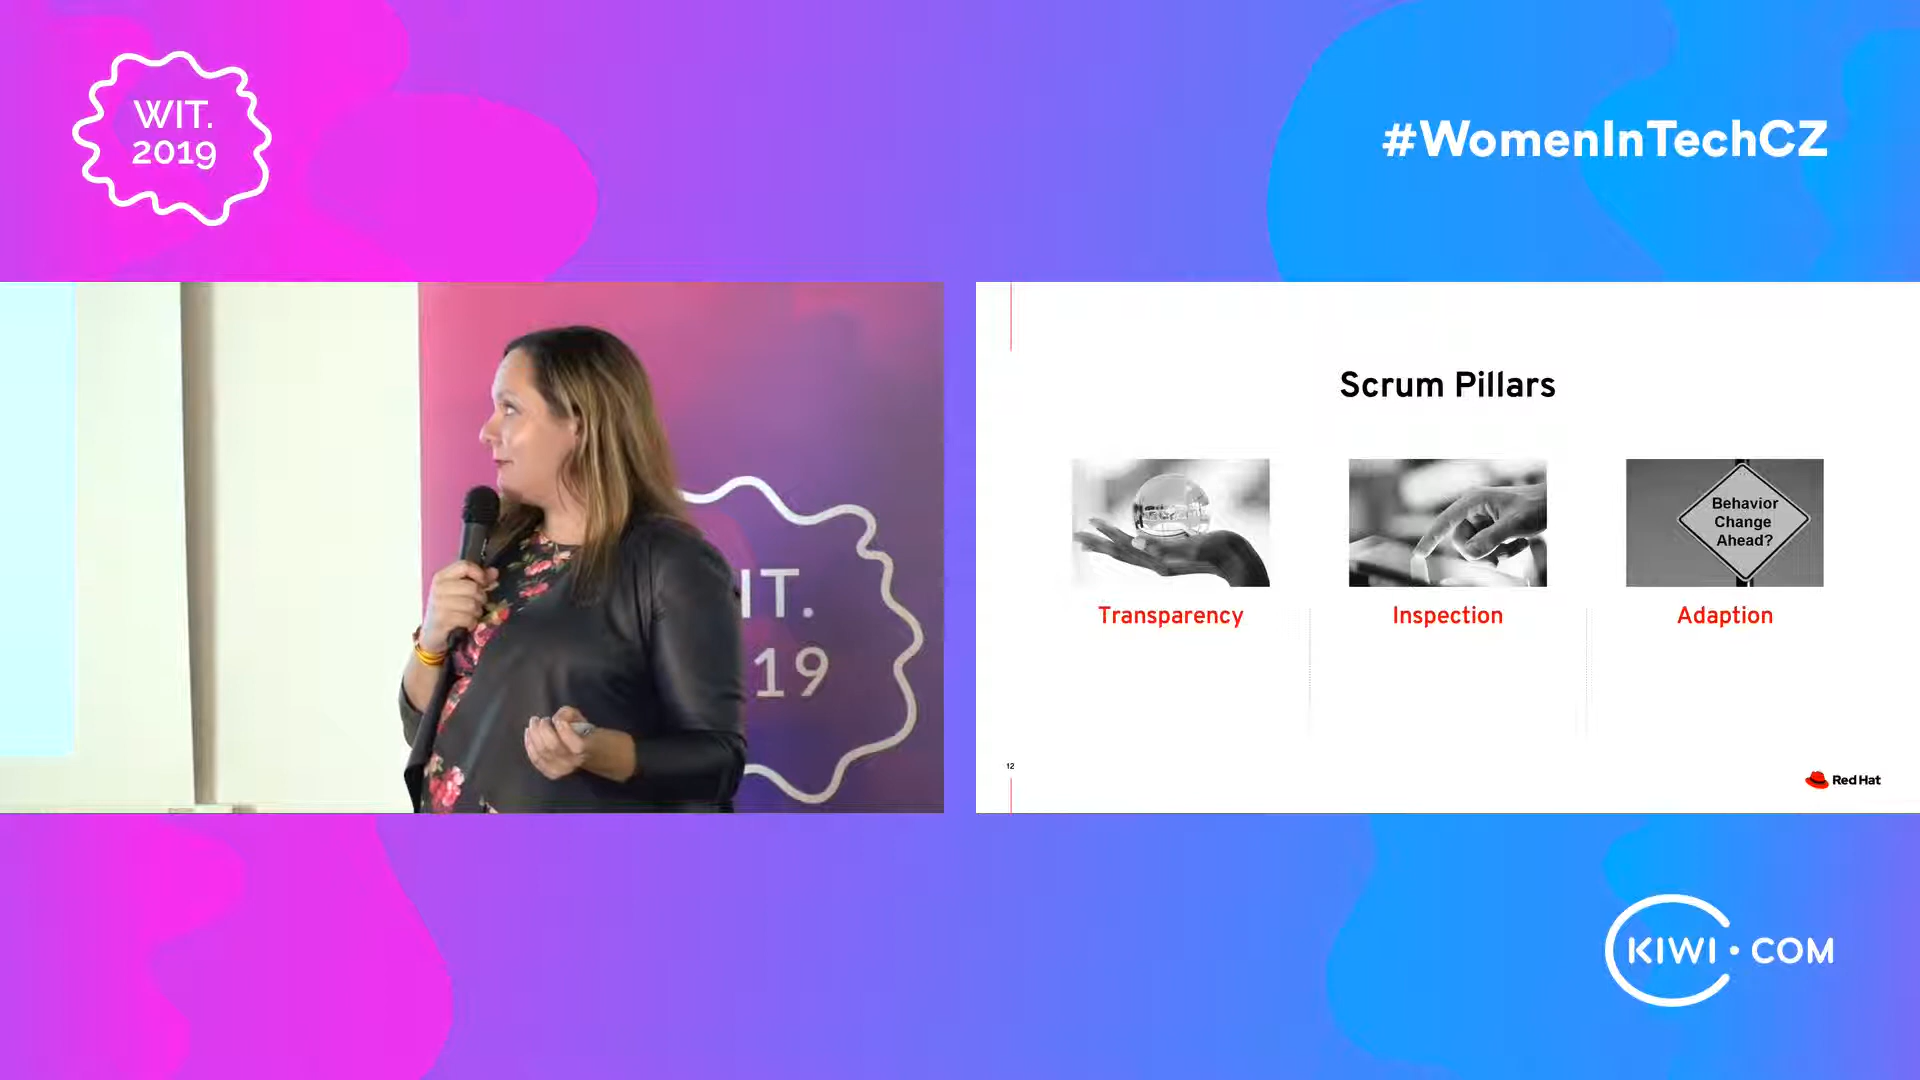 WIT.
2019
#WomenInTechCZ
IT.
19
Scrum Pillars
Behavior
Change
Ahead?
Transparency
Inspection
Adaption
12
Red Hat
KIWI.COM